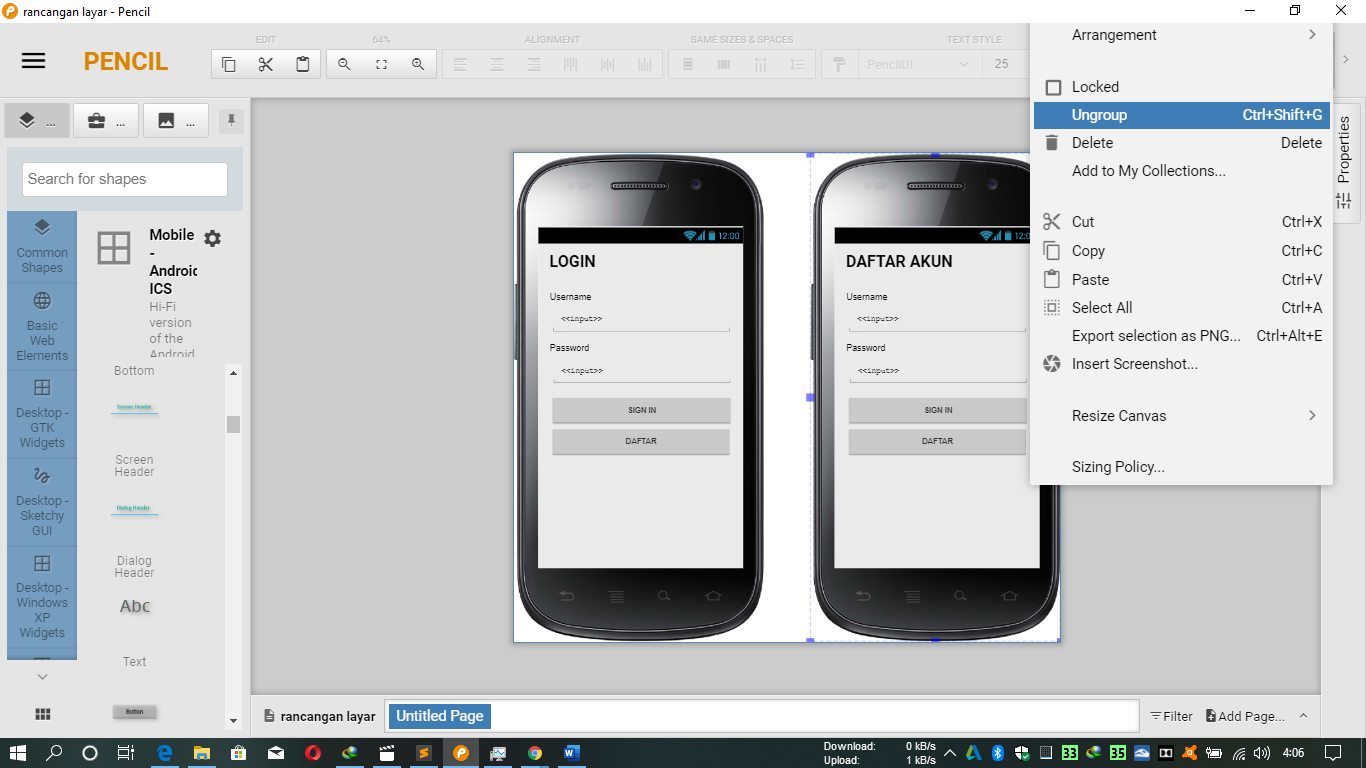 rancangan layar - Pencil
EDIT
64%
ALIGNMENT
SAME SIZES & SPACES
TEXT STYLE
PENCIL
PencilUI
25
...
...
...
Search for shapes
Common
Shapes
Basic
Web
Elements
Desktop -
GTK
Widgets
Desktop -
Sketchy
GUI
Desktop -
Windows
XP
Widgets
Mobile
-
Android
ICS
Hi-Fi
version
of the
Android
Bottom
Screen Header
Screen
Header
Dialog Header
Dialog
Header
Abc
Text
Button
12:00
LOGIN
Username
<<input>>
Password
<<input>>
SIGN IN
DAFTAR
12:0
DAFTAR AKUN
Username
<<input>>
Password
<<input>>
SIGN IN
DAFTAR
Arrangement
Locked
Ungroup Ctrl+Shift+G
Delete Delete
Add to My Collections...
Cut Ctrl+X
Copy Ctrl+C
Paste Ctrl+V
Select All Ctrl+A
Export selection as PNG... Ctrl+Alt+E
Insert Screenshot...
Resize Canvas
Sizing Policy...
Properties
rancangan layar
Untitled Page
Filter
Add Page...
Download: 0 kB/s
Upload: 1 kB/s
33
35
4:06